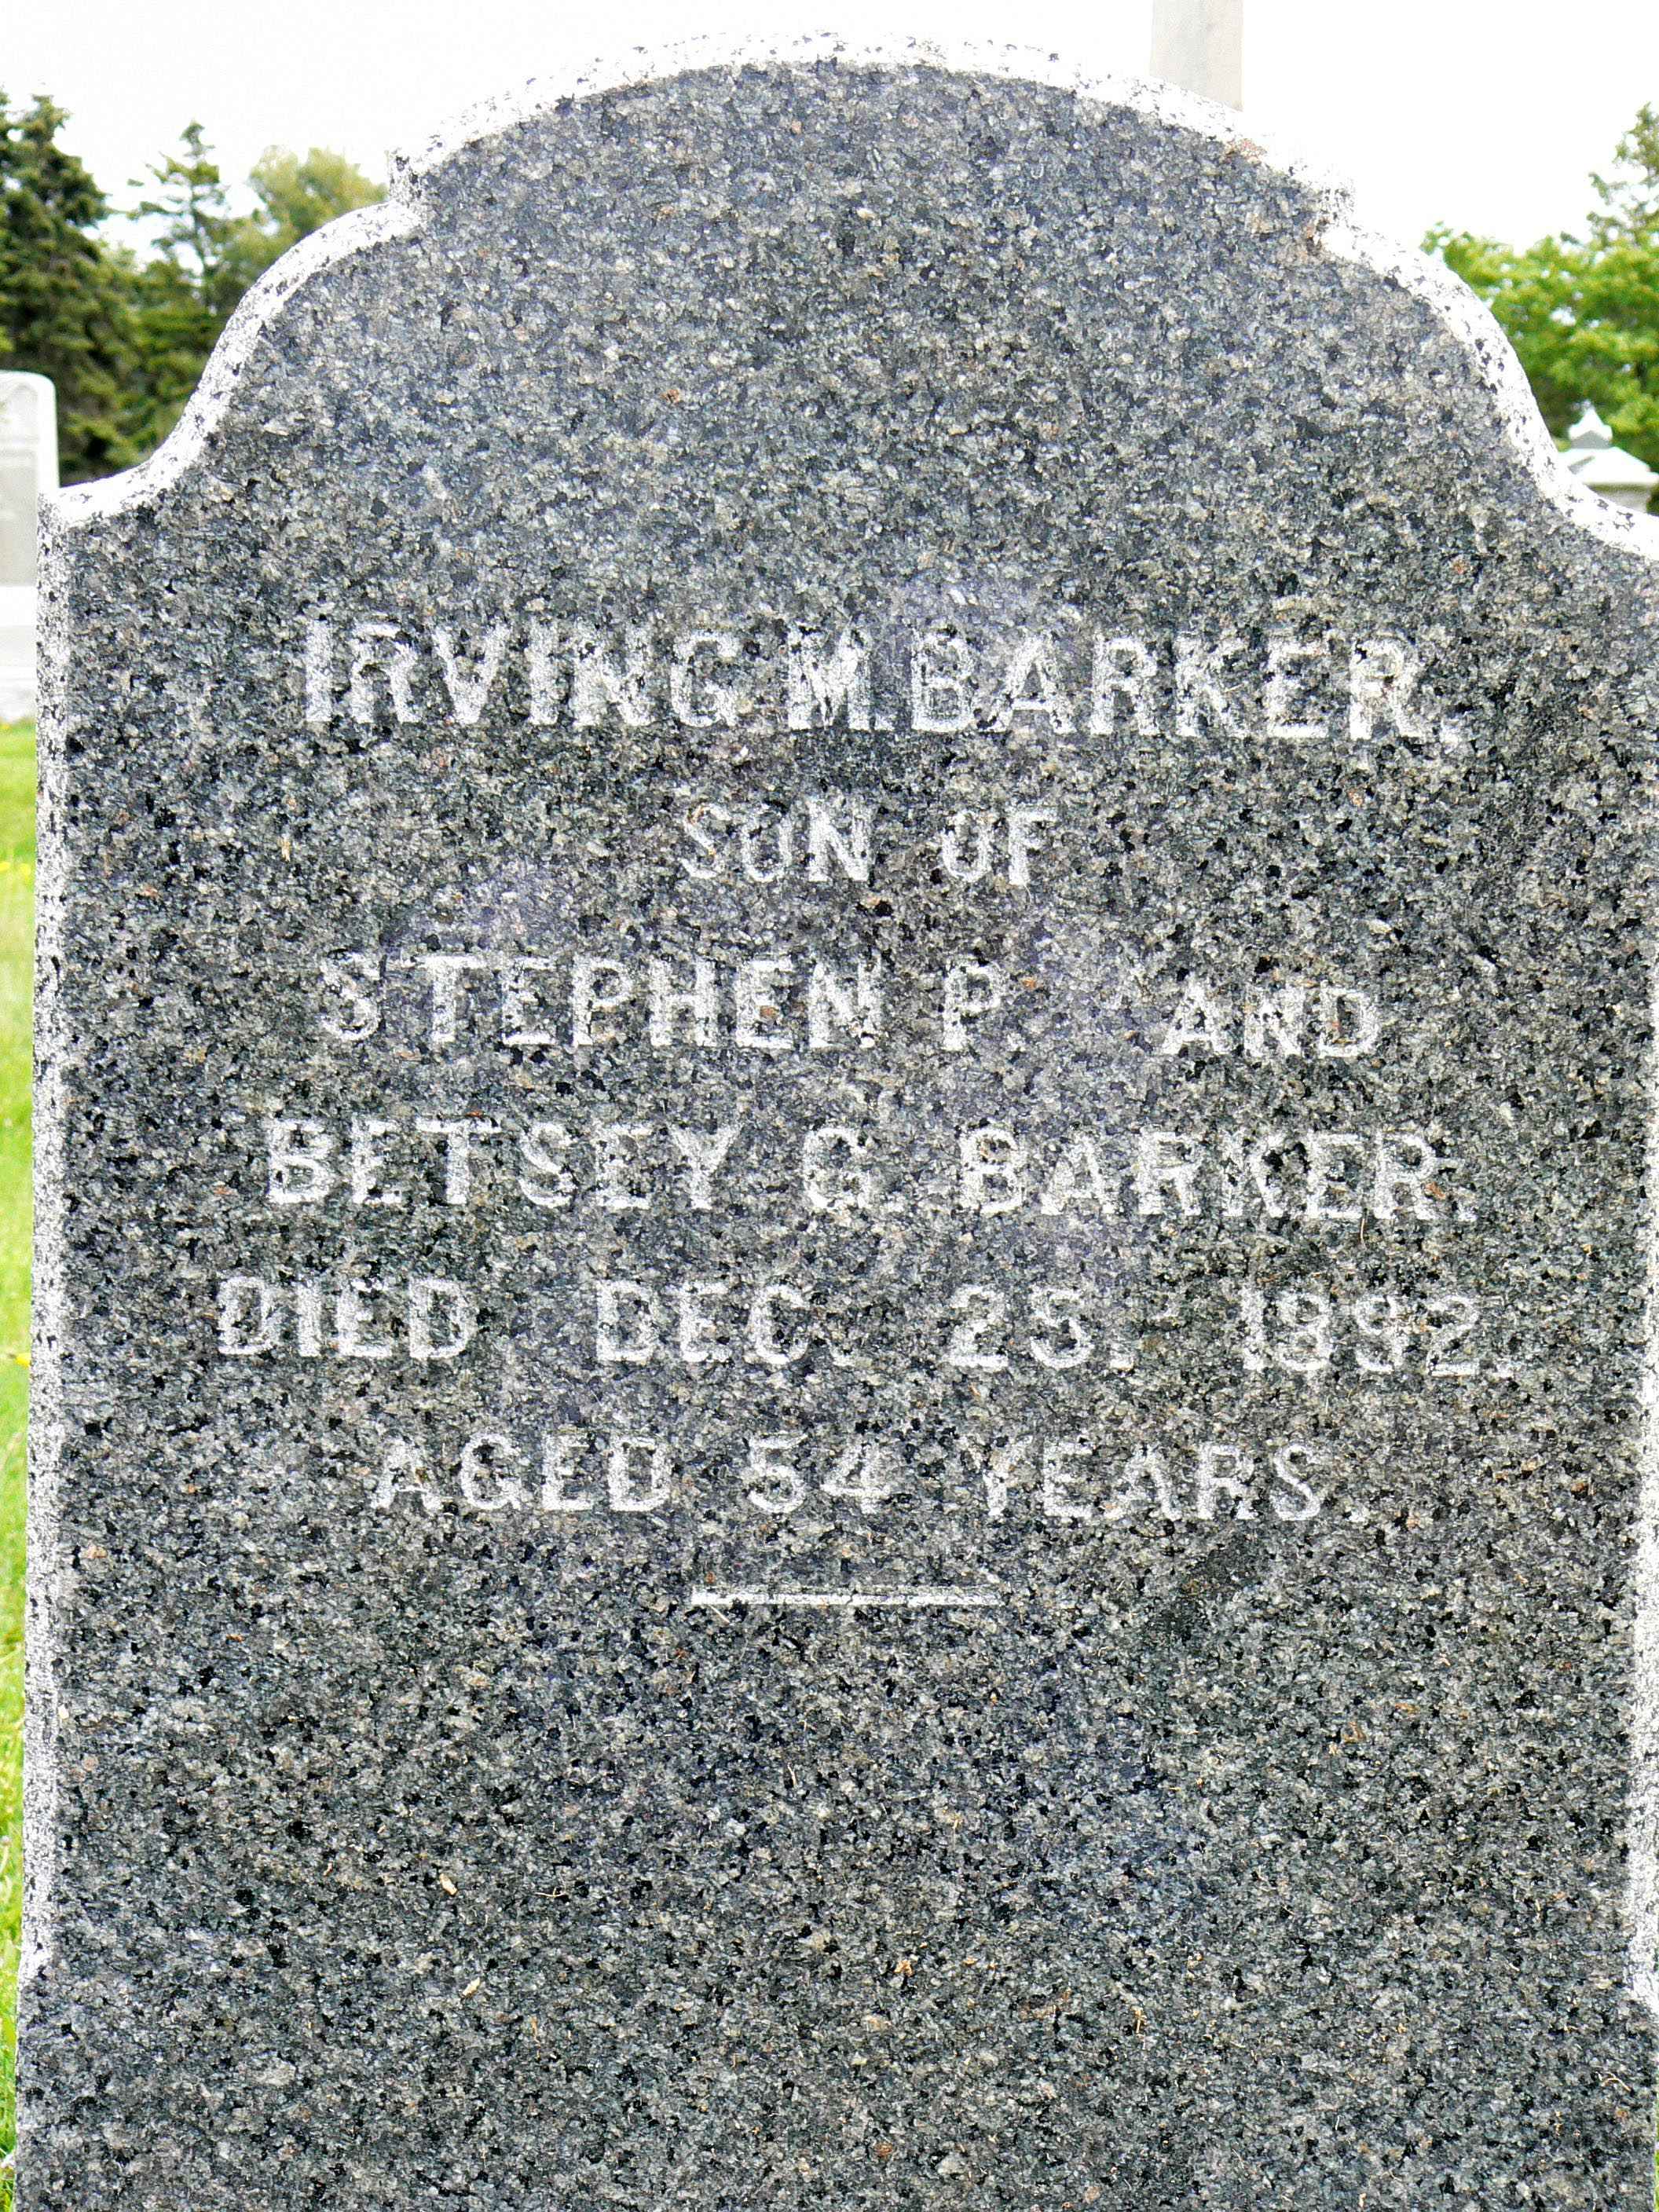 IRVING M. BARKER.
SON OF
STEPHEN P. AND
BETSEY G. BARKER.
DIED DEC. 25, 1892.
AGED 54 YEARS